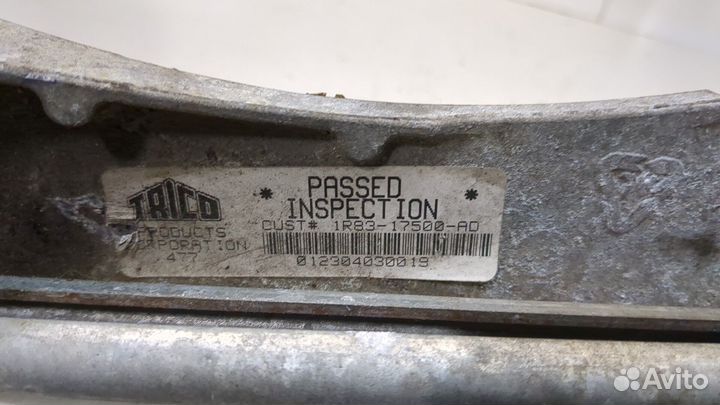 TRICO
PRODUCTS
CORPORATION
477
* PASSED *
INSPECTION
CUST# 1R83-17500-AD
012304030019
Avito